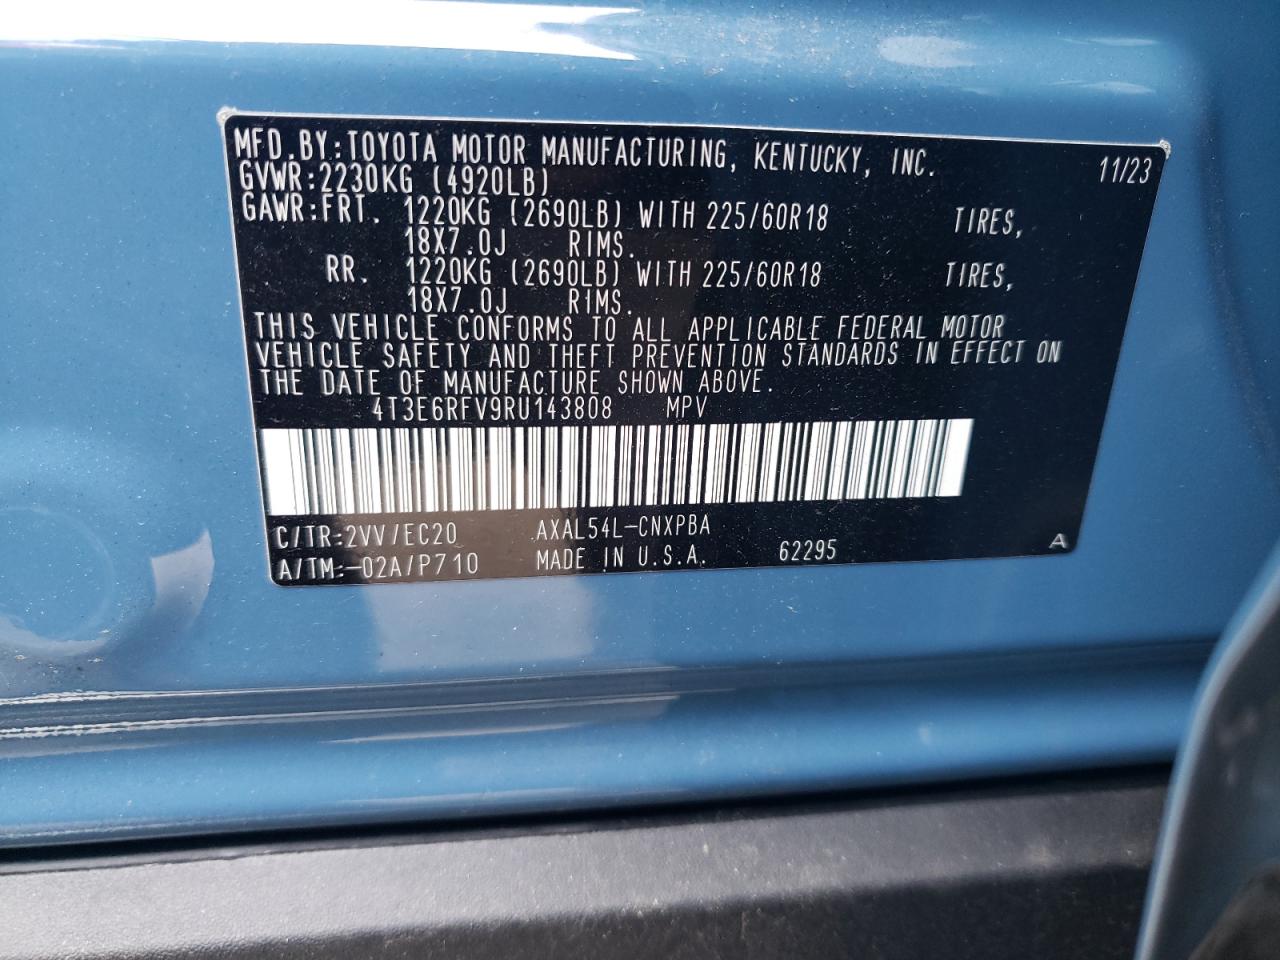 MFD.BY:TOYOTA MOTOR MANUFACTURING, KENTUCKY, INC. 11/23
GVWR:2230KG (4920LB)
GAWR:FRT. 1220KG (2690LB) WITH 225/60R18 TIRES,
18X7.0J RIMS.
RR. 1220KG (2690LB) WITH 225/60R18 TIRES,
18X7.0J RIMS.
THIS VEHICLE CONFORMS TO ALL APPLICABLE FEDERAL MOTOR
VEHICLE SAFETY AND THEFT PREVENTION STANDARDS IN EFFECT ON
THE DATE OF MANUFACTURE SHOWN ABOVE.
4T3E6RFV9RU143808 MPV
C/TR:2VV/EC20 AXAL54L-CNXPBA
A/TM:-02A/P710 MADE IN U.S.A. 62295 A